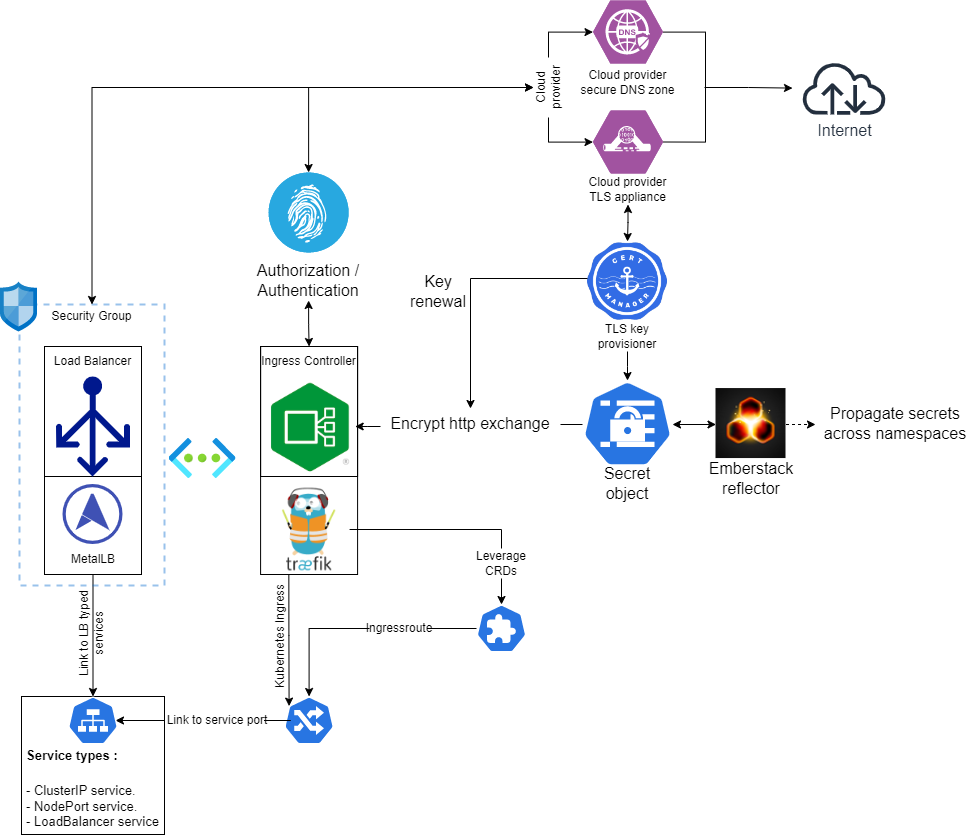 DNS
Cloud provider
secure DNS zone
Cloud
provider
Internet
Cloud provider
TLS appliance
Authorization /
Authentication
CERT
MANAGER
Key
renewal
TLS key
provisioner
Security Group
Load Balancer
Ingress Controller
Encrypt http exchange
Propagate secrets
across namespaces
Secret
object
Emberstack
reflector
MetalLB
træfik
Leverage
CRDs
Link to LB typed
services
Kubernetes Ingress
Ingressroute
Link to service port
Service types :
- ClusterIP service.
- NodePort service.
- LoadBalancer service